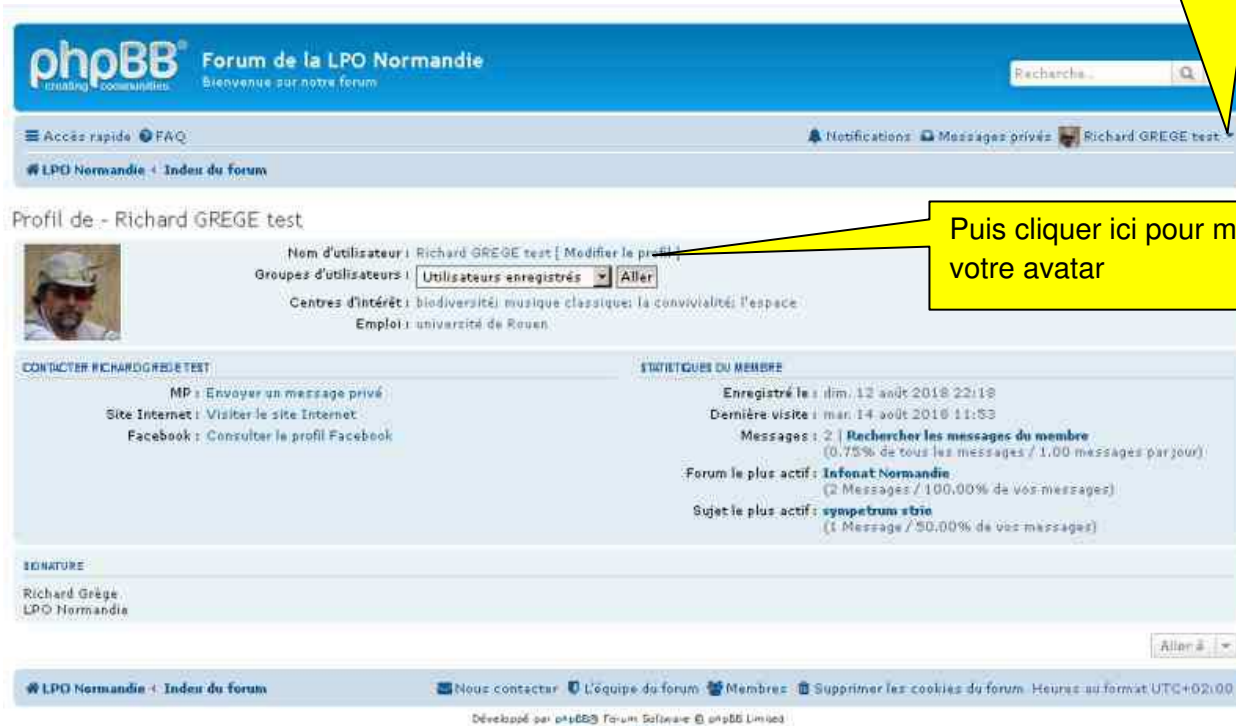 phpBB®
creating communities
Forum de la LPO Normandie
Bienvenue sur notre forum
Recherche…
Accès rapide FAQ
Notifications Messages privés Richard GREGE test
LPO Normandie ‹ Index du forum
Profil de - Richard GREGE test
Puis cliquer ici pour m
votre avatar
Nom d'utilisateur : Richard GREGE test [ Modifier le profil ]
Groupes d'utilisateurs : Utilisateurs enregistrés Aller
Centres d'intérêt : biodiversité; musique classique; la convivialité; l'espace
Emploi : université de Rouen
CONTACTER RICHARD GREGE TEST
MP : Envoyer un message privé
Site Internet : Visiter le site Internet
Facebook : Consulter le profil Facebook
STATISTIQUES DU MEMBRE
Enregistré le : dim. 12 août 2018 22:18
Dernière visite : mar. 14 août 2018 11:53
Messages : 2 | Rechercher les messages du membre
(0.75% de tous les messages / 1.00 messages par jour)
Forum le plus actif : Infonat Normandie
(2 Messages / 100.00% de vos messages)
Sujet le plus actif : sympetrum strie
(1 Message / 50.00% de vos messages)
SIGNATURE
Richard Grège
LPO Normandie
Aller à
LPO Normandie ‹ Index du forum
Nous contacter L'équipe du forum Membres Supprimer les cookies du forum Heures au format UTC+02:00
Développé par phpBB® Forum Software © phpBB Limited